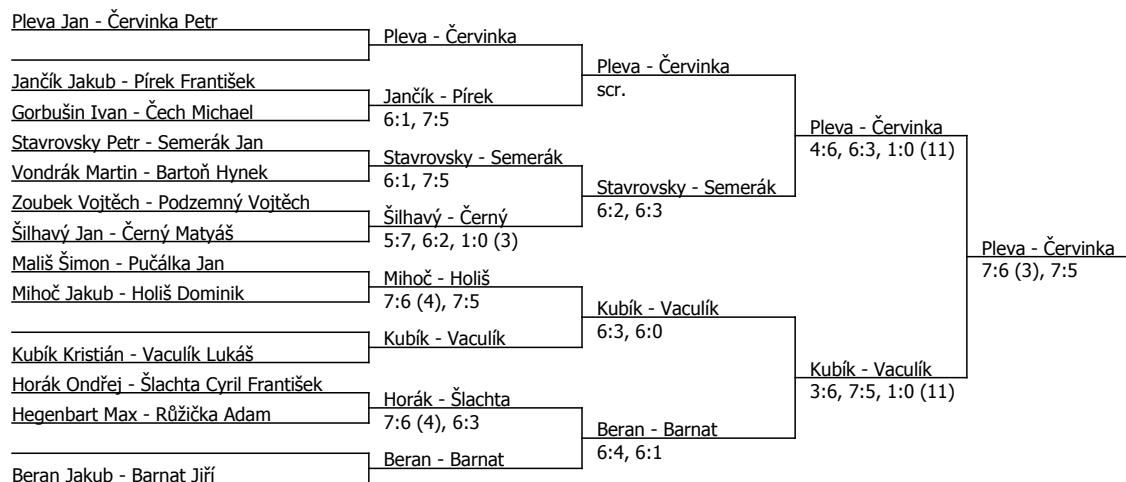 Pleva Jan - Červinka Petr
Jančík Jakub - Pírek František
Gorbušin Ivan - Čech Michael
Stavrovsky Petr - Semerák Jan
Vondrák Martin - Bartoň Hynek
Zoubek Vojtěch - Podzemný Vojtěch
Šilhavý Jan - Černý Matyáš
Mališ Šimon - Pučálka Jan
Mihoč Jakub - Holiš Dominik
Kubík Kristián - Vaculík Lukáš
Horák Ondřej - Šlachta Cyril František
Hegenbart Max - Růžička Adam
Beran Jakub - Barnat Jiří
Pleva - Červinka
Jančík - Pírek
6:1, 7:5
Stavrovsky - Semerák
6:1, 7:5
Šilhavý - Černý
5:7, 6:2, 1:0 (3)
Mihoč - Holiš
7:6 (4), 7:5
Kubík - Vaculík
Horák - Šlachta
7:6 (4), 6:3
Beran - Barnat
Pleva - Červinka
scr.
Stavrovsky - Semerák
6:2, 6:3
Kubík - Vaculík
6:3, 6:0
Beran - Barnat
6:4, 6:1
Pleva - Červinka
4:6, 6:3, 1:0 (11)
Kubík - Vaculík
3:6, 7:5, 1:0 (11)
Pleva - Červinka
7:6 (3), 7:5